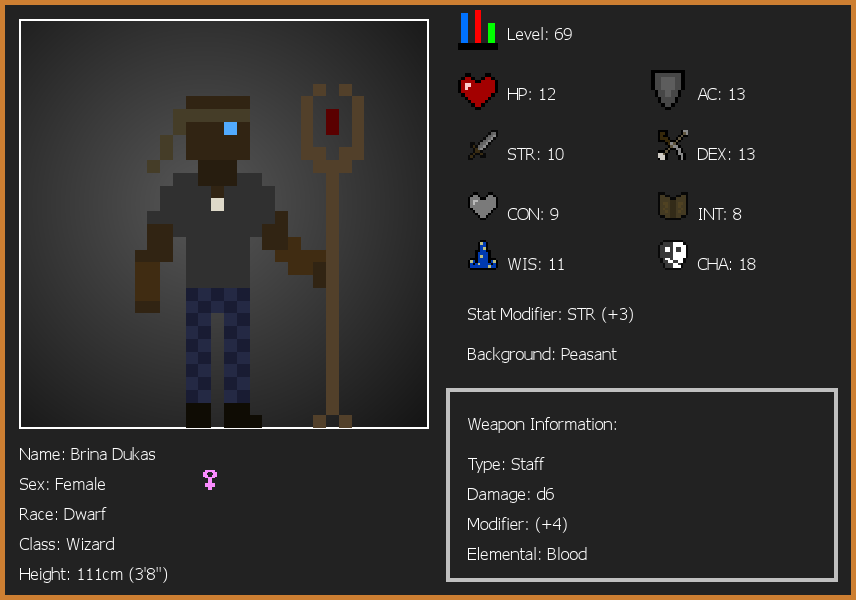 Level: 69
HP: 12
AC: 13
STR: 10
DEX: 13
CON: 9
INT: 8
WIS: 11
CHA: 18
Stat Modifier: STR (+3)
Background: Peasant
Weapon Information:
Type: Staff
Damage: d6
Modifier: (+4)
Elemental: Blood
Name: Brina Dukas
Sex: Female
Race: Dwarf
Class: Wizard
Height: 111cm (3'8")